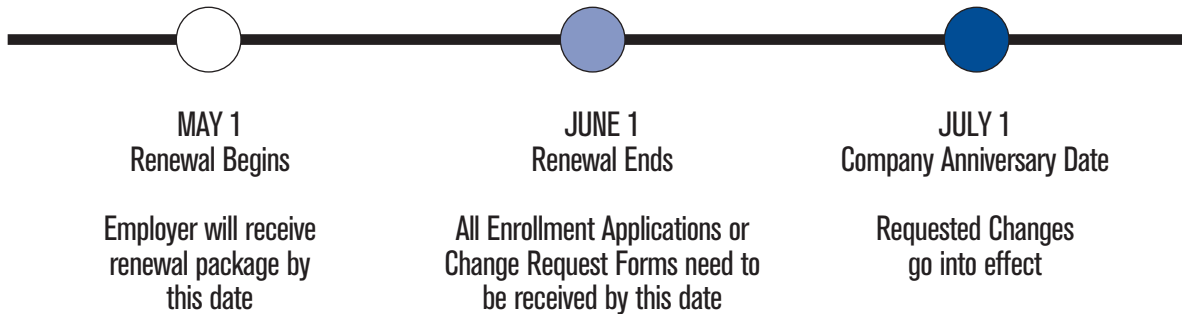 MAY 1
Renewal Begins
Employer will receive
renewal package by
this date
JUNE 1
Renewal Ends
All Enrollment Applications or
Change Request Forms need to
be received by this date
JULY 1
Company Anniversary Date
Requested Changes
go into effect